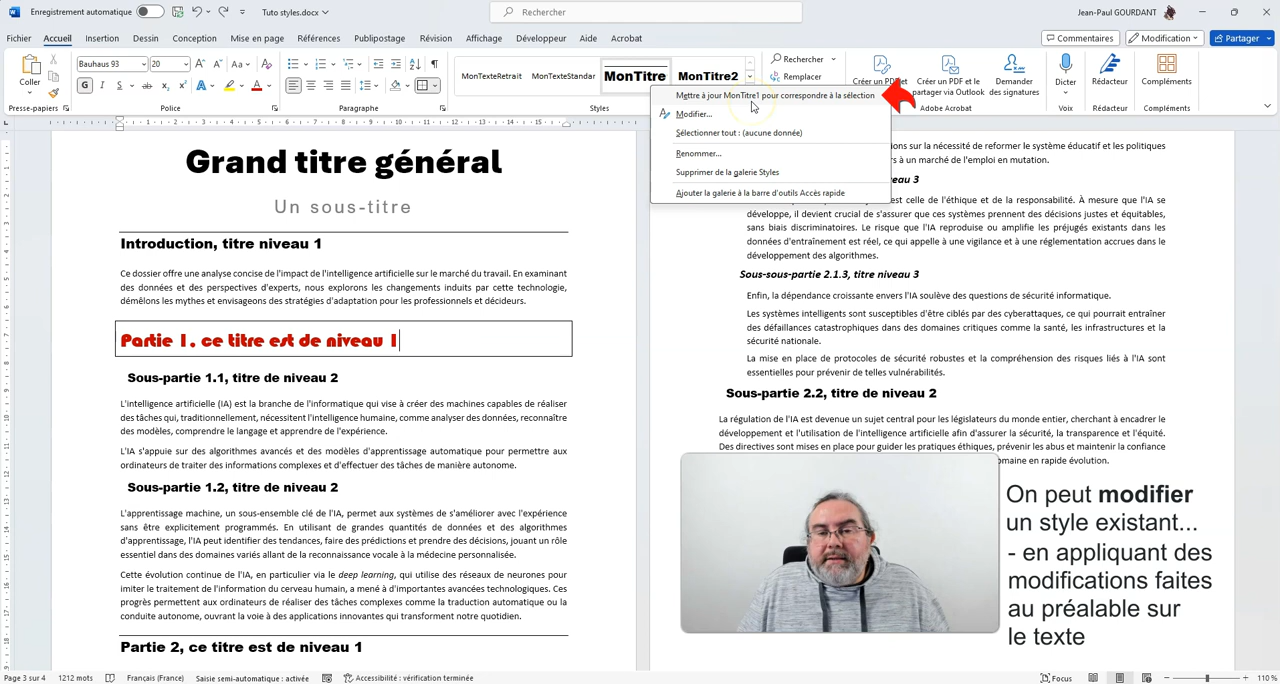 Enregistrement automatique
Tuto styles.docx
Rechercher
Jean-Paul GOURDANT
Fichier Accueil Insertion Dessin Conception Mise en page Références Publipostage Révision Affichage Développeur Aide Acrobat
Commentaires Modification Partager
Coller
Presse-papiers
Bauhaus 93 20
Police
Paragraphe
MonTexteRetrait MonTexteStandar MonTitre MonTitre2
Styles
Rechercher
Remplacer
Créer un PDF et
Créer un PDF et le
partager via Outlook
Demander
des signatures
Adobe Acrobat
Dicter
Voix
Rédacteur
Rédacteur
Compléments
Compléments
Mettre à jour MonTitre1 pour correspondre à la sélection
Modifier...
Sélectionner tout : (aucune donnée)
Renommer...
Supprimer de la galerie Styles
Ajouter la galerie à la barre d'outils Accès rapide
Grand titre général
Un sous-titre
Introduction, titre niveau 1
Ce dossier offre une analyse concise de l'impact de l'intelligence artificielle sur le marché du travail. En examinant
des données et des perspectives d'experts, nous explorons les changements induits par cette technologie,
démêlons les mythes et envisageons des stratégies d'adaptation pour les professionnels et décideurs.
Partie 1, ce titre est de niveau 1
Sous-partie 1.1, titre de niveau 2
L'intelligence artificielle (IA) est la branche de l'informatique qui vise à créer des machines capables de réaliser
des tâches qui, traditionnellement, nécessitent l'intelligence humaine, comme analyser des données, reconnaître
des modèles, comprendre le langage et apprendre de l'expérience.
L'IA s'appuie sur des algorithmes avancés et des modèles d'apprentissage automatique pour permettre aux
ordinateurs de traiter des informations complexes et d'effectuer des tâches de manière autonome.
Sous-partie 1.2, titre de niveau 2
L'apprentissage machine, un sous-ensemble clé de l'IA, permet aux systèmes de s'améliorer avec l'expérience
sans être explicitement programmés. En utilisant de grandes quantités de données et des algorithmes
d'apprentissage, l'IA peut identifier des tendances, faire des prédictions et prendre des décisions, jouant un rôle
essentiel dans des domaines variés allant de la reconnaissance vocale à la médecine personnalisée.
Cette évolution continue de l'IA, en particulier via le deep learning, qui utilise des réseaux de neurones pour
imiter le traitement de l'information du cerveau humain, a mené à d'importantes avancées technologiques. Ces
progrès permettent aux ordinateurs de réaliser des tâches complexes comme la traduction automatique ou la
conduite autonome, ouvrant la voie à des applications innovantes qui transforment notre quotidien.
Partie 2, ce titre est de niveau 1
ons sur la nécessité de reformer le système éducatif et les politiques
rs à un marché de l'emploi en mutation.
eau 3
est celle de l'éthique et de la responsabilité. À mesure que l'IA se
développe, il devient crucial de s'assurer que ces systèmes prennent des décisions justes et équitables,
sans biais discriminatoires. Le risque que l'IA reproduise ou amplifie les préjugés existants dans les
données d'entraînement est réel, ce qui appelle à une vigilance et à une réglementation accrues dans le
développement des algorithmes.
Sous-sous-partie 2.1.3, titre niveau 3
Enfin, la dépendance croissante envers l'IA soulève des questions de sécurité informatique.
Les systèmes intelligents sont susceptibles d'être ciblés par des cyberattaques, ce qui pourrait entraîner
des défaillances catastrophiques dans des domaines critiques comme la santé, les infrastructures et la
sécurité nationale.
La mise en place de protocoles de sécurité robustes et la compréhension des risques liés à l'IA sont
essentielles pour prévenir de telles vulnérabilités.
Sous-partie 2.2, titre de niveau 2
La régulation de l'IA est devenue un sujet central pour les législateurs du monde entier, cherchant à encadrer le
développement et l'utilisation de l'intelligence artificielle afin d'assurer la sécurité, la transparence et l'équité.
Des directives sont mises en place pour guider les pratiques éthiques, prévenir les abus et maintenir la confiance
omaine en rapide évolution.
On peut modifier
un style existant...
- en appliquant des
modifications faites
au préalable sur
le texte
Page 3 sur 4 1212 mots Français (France) Saisie semi-automatique : activée Accessibilité : vérification terminée
Focus 110 %